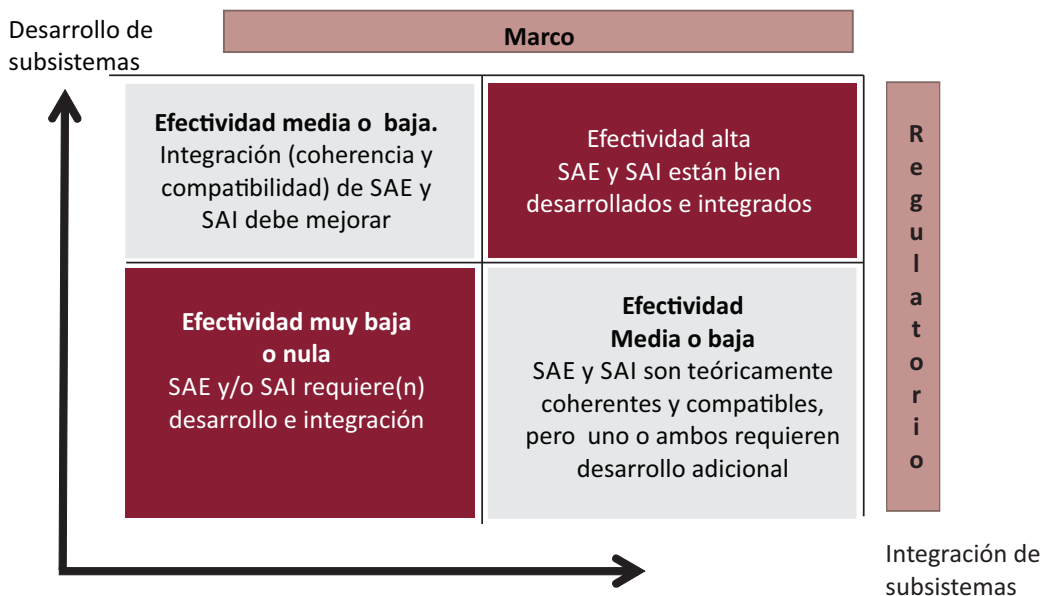 Desarrollo de
subsistemas
Marco
Efectividad media o baja.
Integración (coherencia y
compatibilidad) de SAE y
SAI debe mejorar
Efectividad alta
SAE y SAI están bien
desarrollados e integrados
Regulatorio
Efectividad muy baja
o nula
SAE y/o SAI requiere(n)
desarrollo e integración
Efectividad
Media o baja
SAE y SAI son teóricamente
coherentes y compatibles,
pero uno o ambos requieren
desarrollo adicional
Integración de
subsistemas